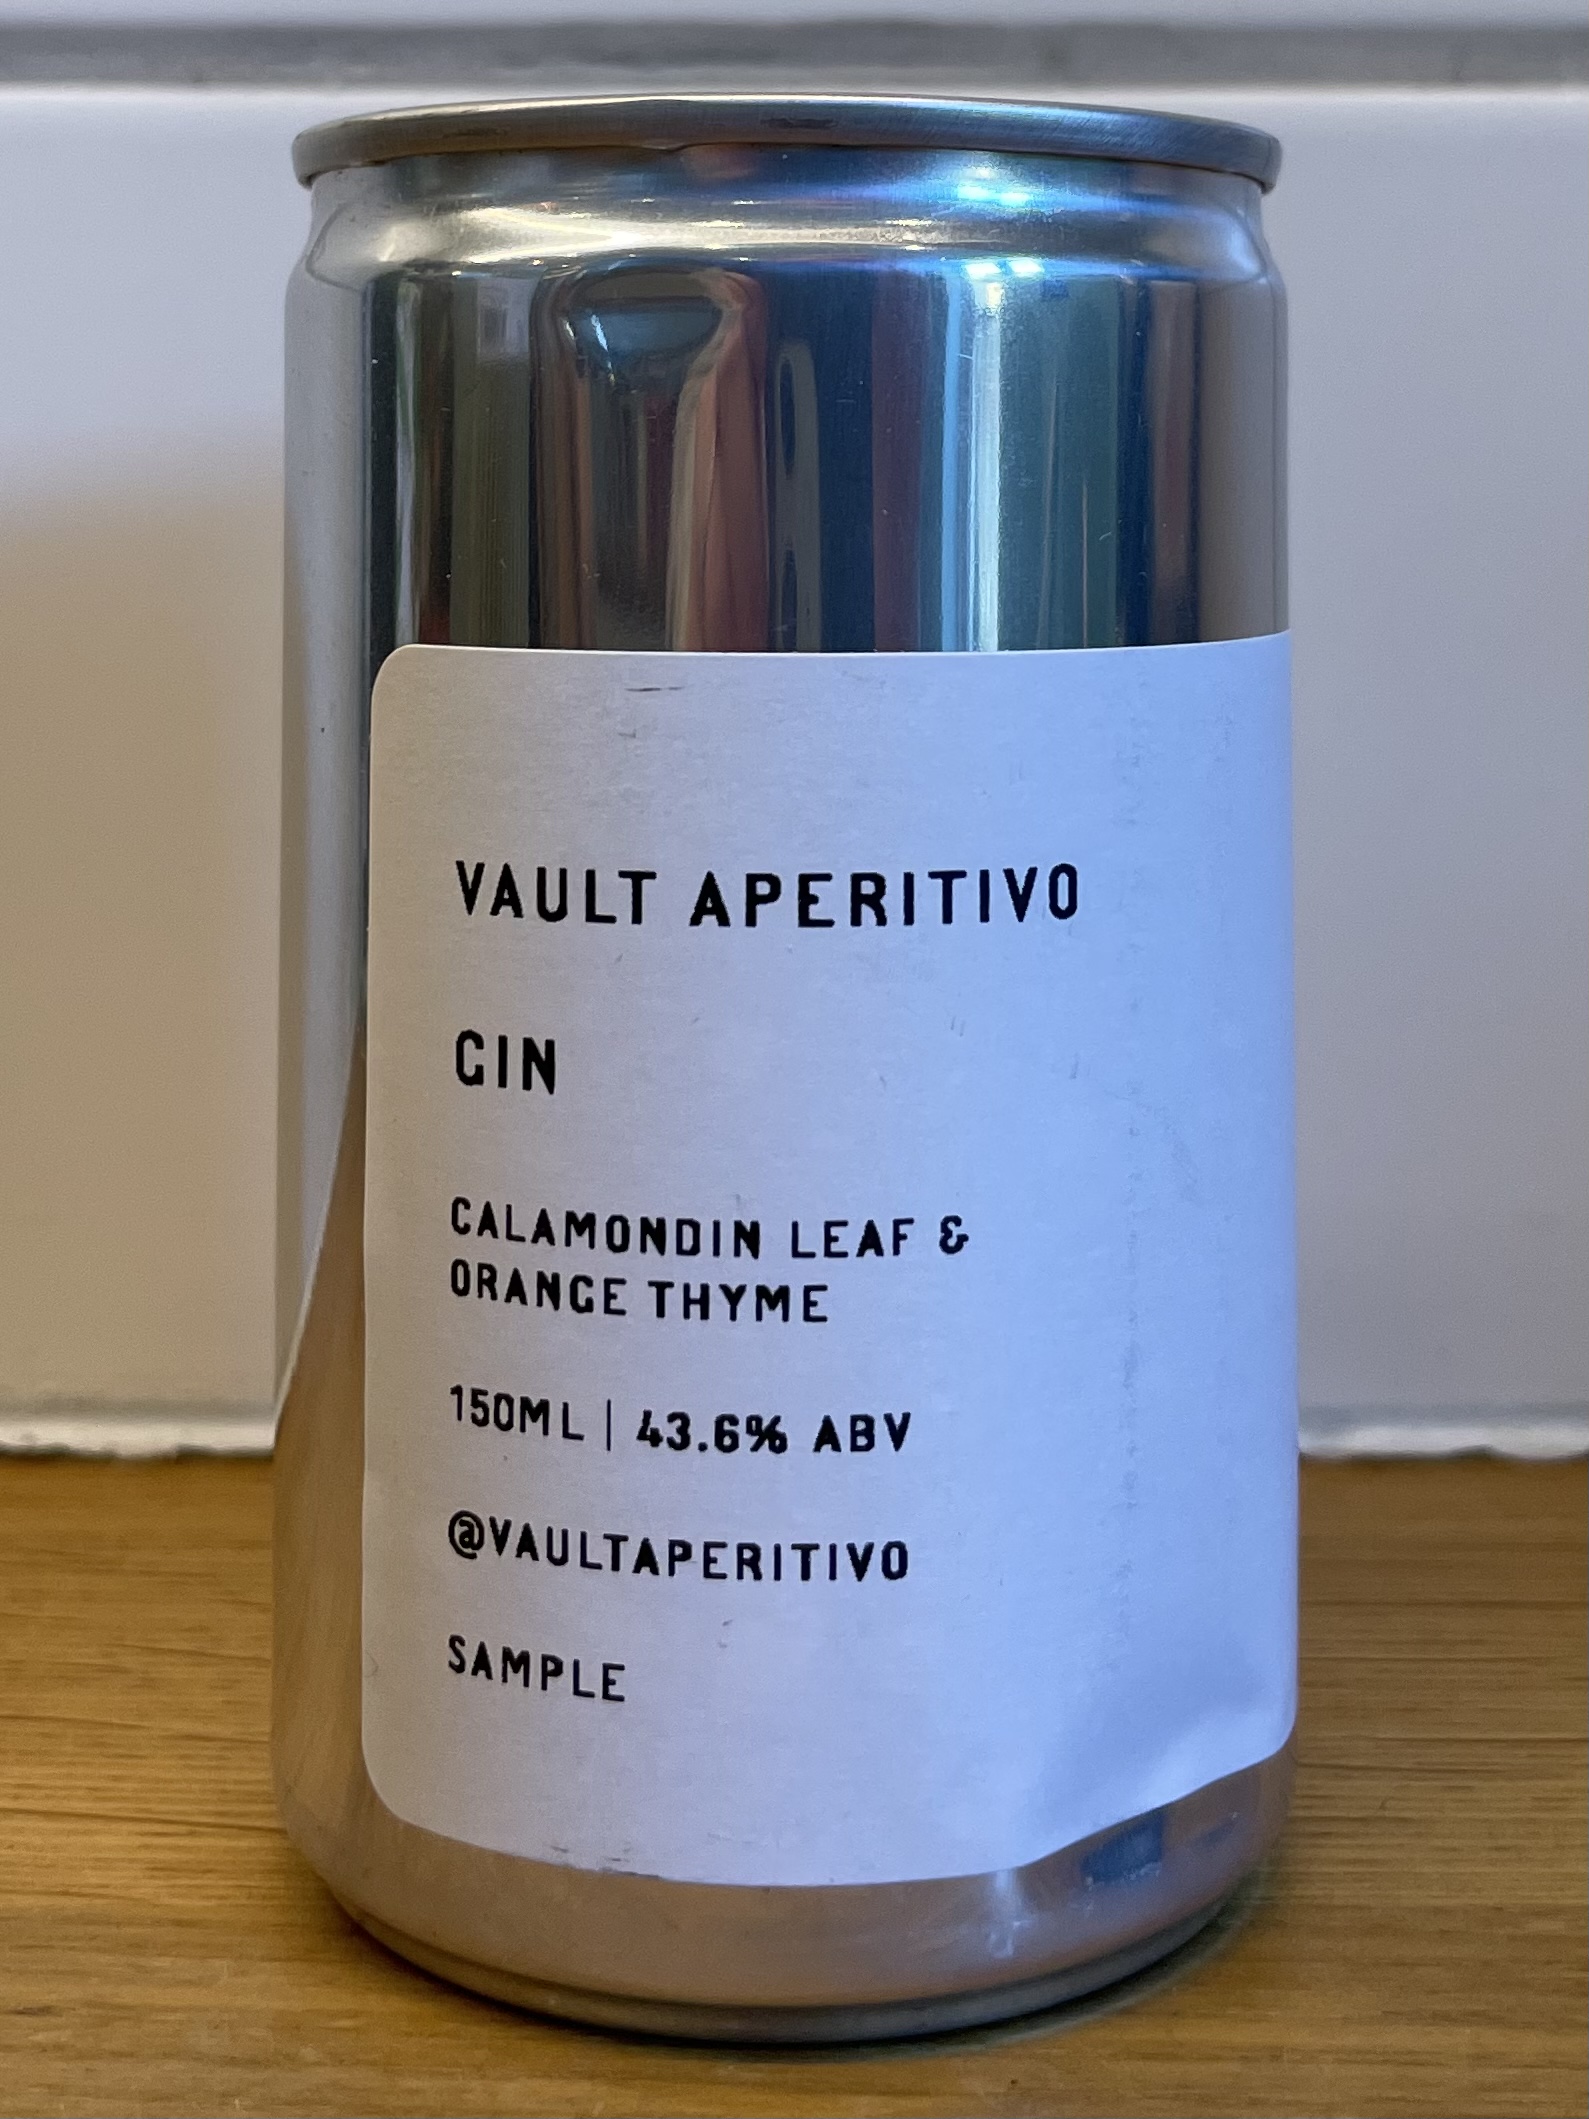 VAULT APERITIVO
GIN
CALAMONDIN LEAF &
ORANGE THYME
150ML | 43.6% ABV
@VAULTAPERITIVO
SAMPLE